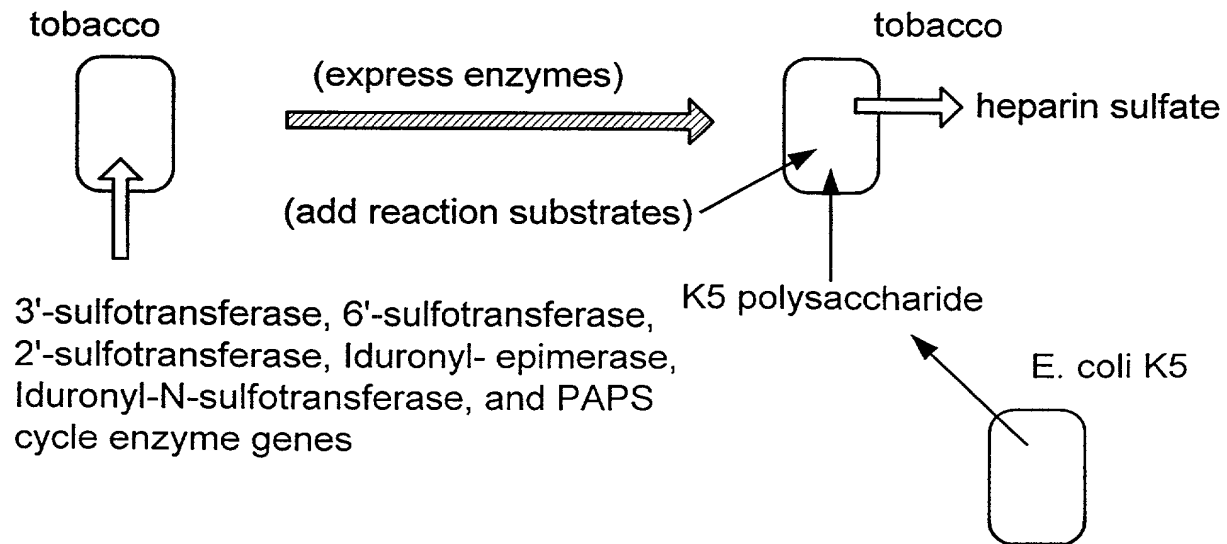 tobacco
tobacco
(express enzymes)
heparin sulfate
(add reaction substrates)
K5 polysaccharide
3'-sulfotransferase, 6'-sulfotransferase,
2'-sulfotransferase, Iduronyl- epimerase,
Iduronyl-N-sulfotransferase, and PAPS
cycle enzyme genes
E. coli K5